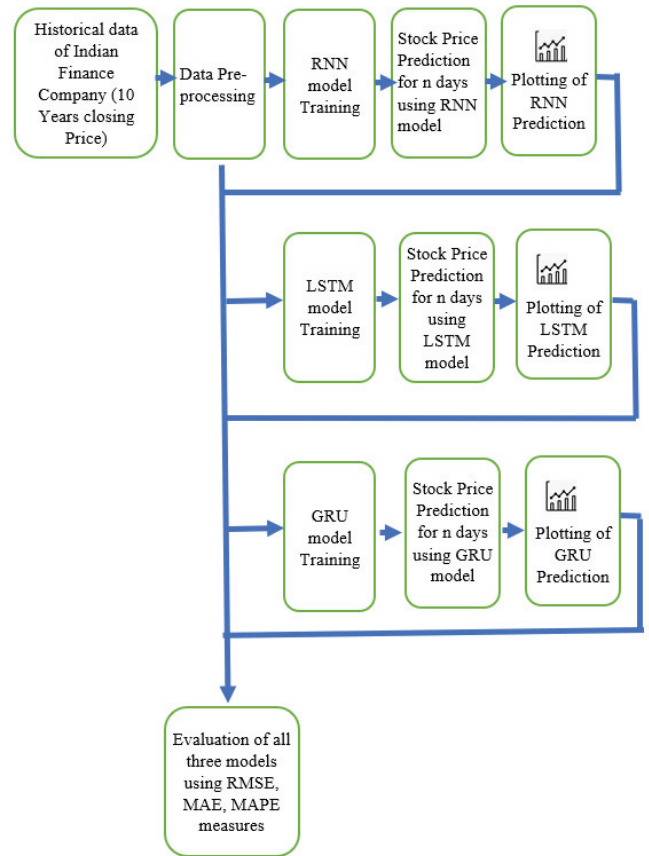 Historical data
of Indian
Finance
Company (10
Years closing
Price)
Data Pre-
processing
RNN
model
Training
Stock Price
Prediction
for n days
using RNN
model
Plotting of
RNN
Prediction
LSTM
model
Training
Stock Price
Prediction
for n days
using
LSTM
model
Plotting of
LSTM
Prediction
GRU
model
Training
Stock Price
Prediction
for n days
using GRU
model
Plotting of
GRU
Prediction
Evaluation of all
three models
using RMSE,
MAE, MAPE
measures